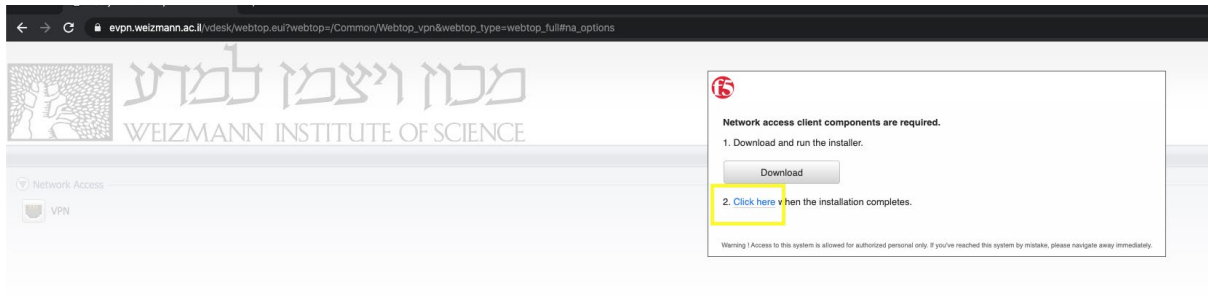 evpn.weizmann.ac.il/vdesk/webtop.eui?webtop=/Common/Webtop_vpn&webtop_type=webtop_full#na_options
מכון ויצמן למדע
WEIZMANN INSTITUTE OF SCIENCE
Network Access
VPN
f5
Network access client components are required.
1. Download and run the installer.
Download
2. Click here when the installation completes.
Warning ! Access to this system is allowed for authorized personal only. If you've reached this system by mistake, please navigate away immediately.